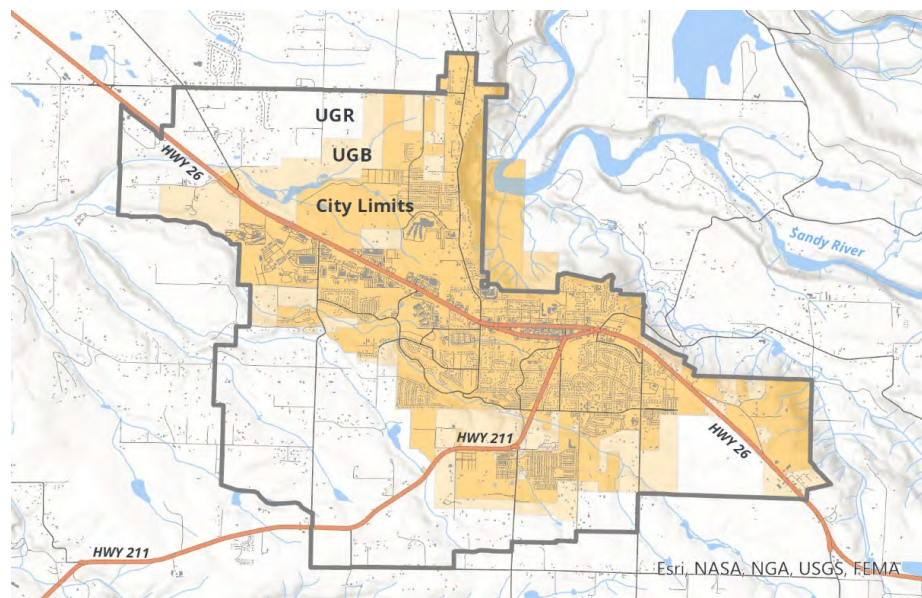 UGR
UGB
HWY 26
City Limits
Sandy River
HWY 211
HWY 26
HWY 211
Esri, NASA, NGA, USGS, FEMA